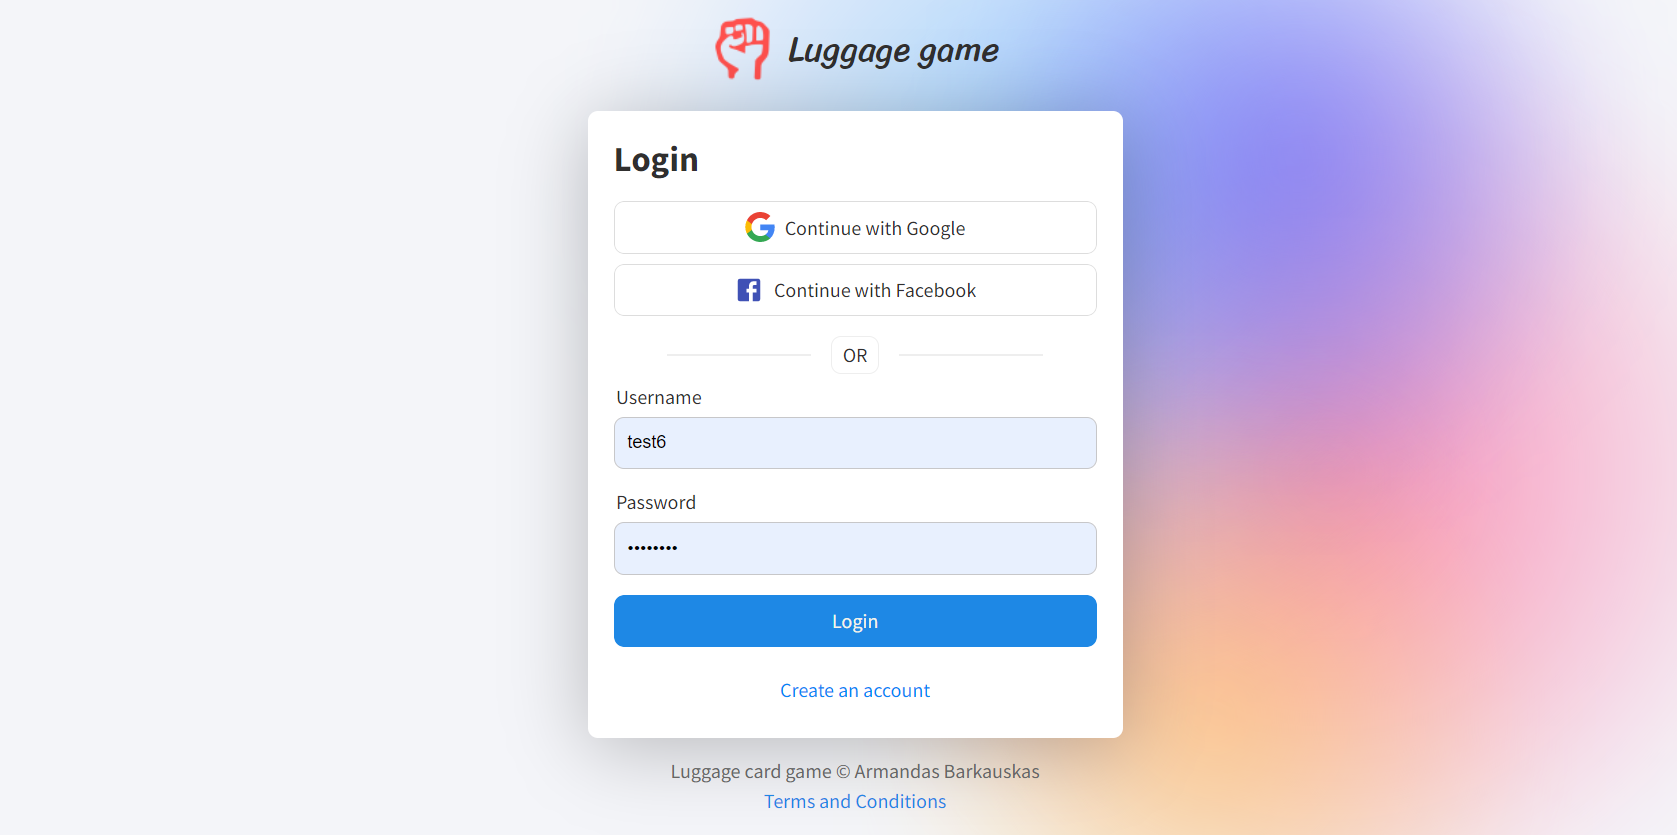 Luggage game
Login
Continue with Google
Continue with Facebook
OR
Username
test6
Password
••••••••
Login
Create an account
Luggage card game © Armandas Barkauskas
Terms and Conditions